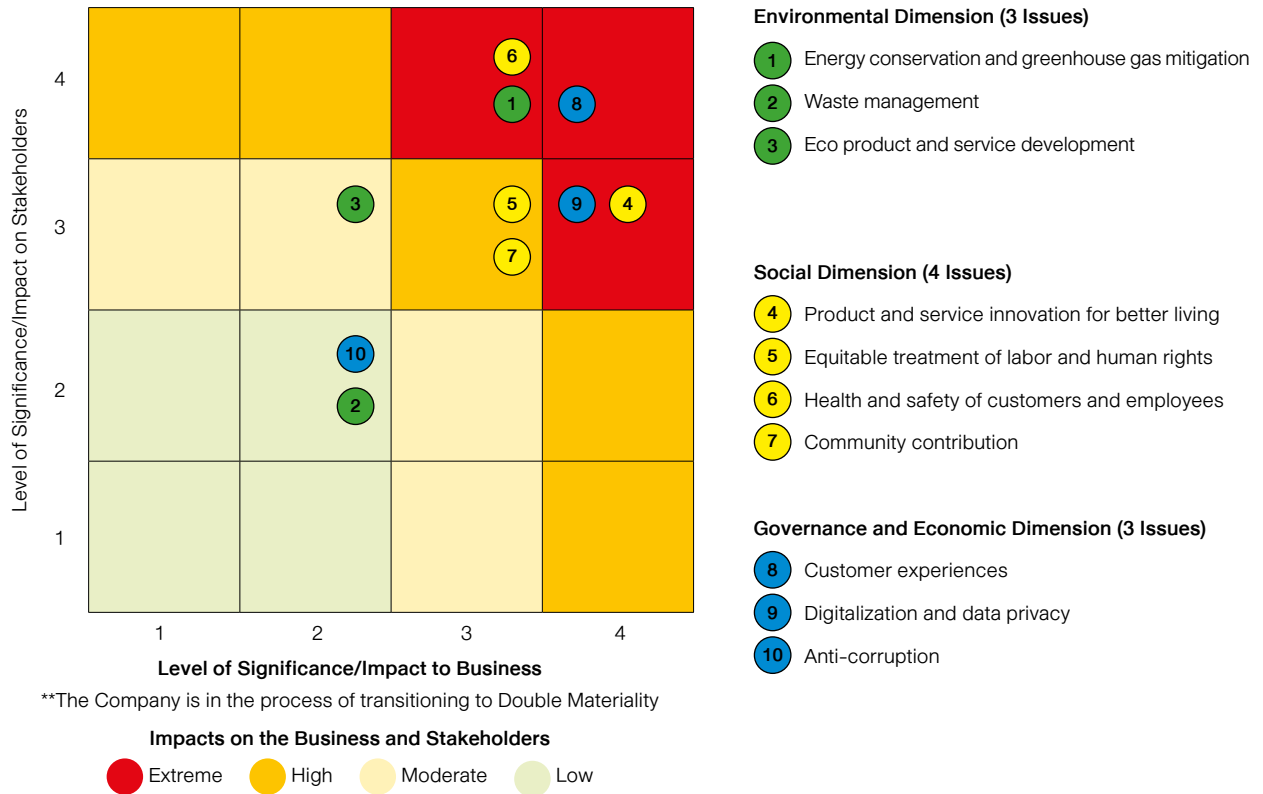 Level of Significance/Impact on Stakeholders
4
3
2
1
6
1
8
3
5
9
4
7
10
2
1
2
3
4
Level of Significance/Impact to Business
**The Company is in the process of transitioning to Double Materiality
Impacts on the Business and Stakeholders
Extreme
High
Moderate
Low
Environmental Dimension (3 Issues)
1 Energy conservation and greenhouse gas mitigation
2 Waste management
3 Eco product and service development
Social Dimension (4 Issues)
4 Product and service innovation for better living
5 Equitable treatment of labor and human rights
6 Health and safety of customers and employees
7 Community contribution
Governance and Economic Dimension (3 Issues)
8 Customer experiences
9 Digitalization and data privacy
10 Anti-corruption